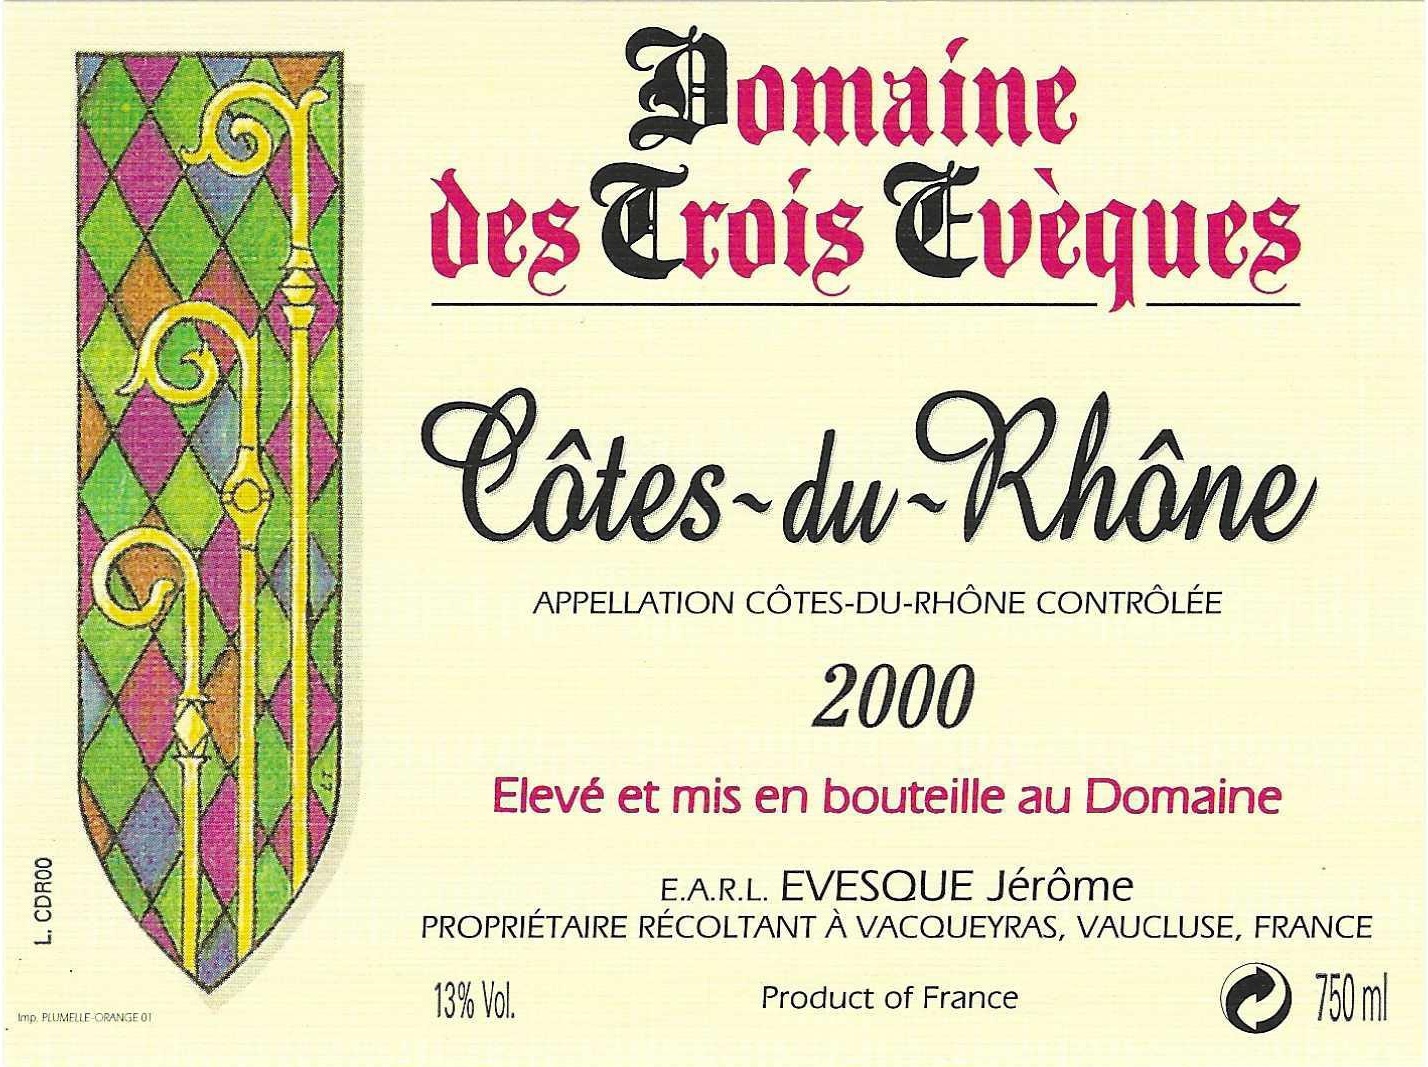 Domaine
des Trois Evèques
Côtes-du-Rhône
APPELLATION CÔTES-DU-RHÔNE CONTRÔLÉE
2000
Elevé et mis en bouteille au Domaine
E.A.R.L. EVESQUE Jérôme
PROPRIÉTAIRE RÉCOLTANT À VACQUEYRAS, VAUCLUSE, FRANCE
13% Vol.
Product of France
750 ml
L. CDR00
Imp. PLUMELLE-ORANGE 01